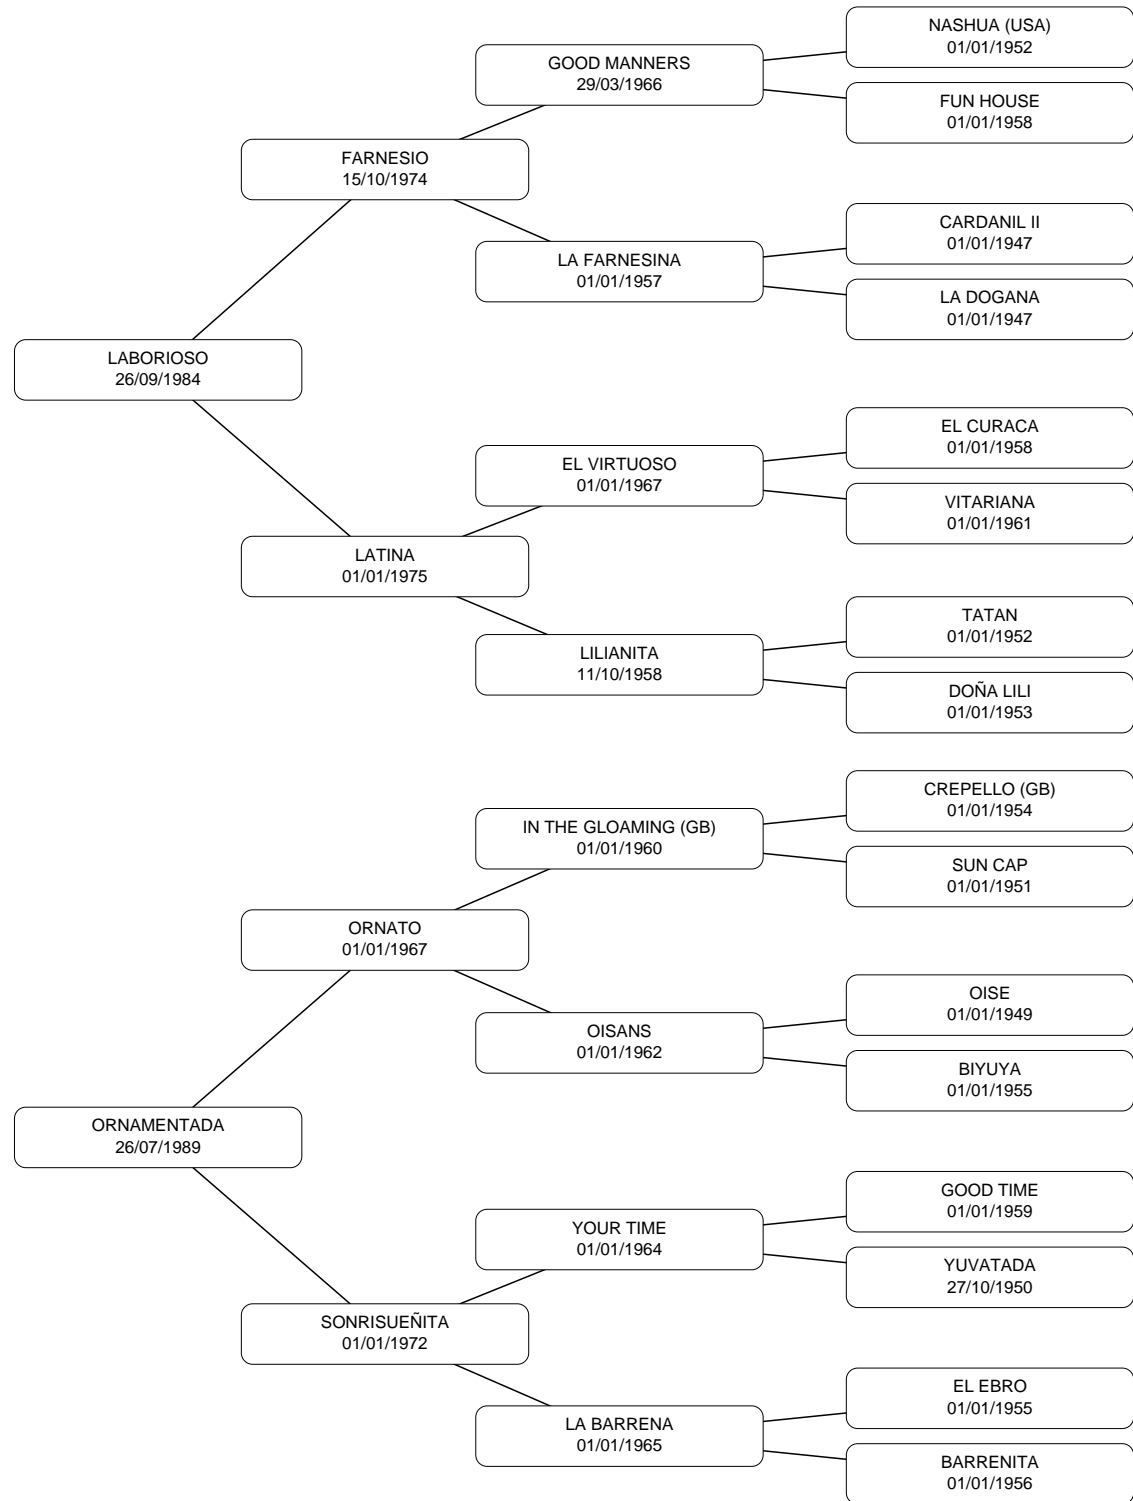 NASHUA (USA)
01/01/1952
GOOD MANNERS
29/03/1966
FUN HOUSE
01/01/1958
FARNESIO
15/10/1974
CARDANIL II
01/01/1947
LA FARNESINA
01/01/1957
LA DOGANA
01/01/1947
LABORIOSO
26/09/1984
EL CURACA
01/01/1958
EL VIRTUOSO
01/01/1967
VITARIANA
01/01/1961
LATINA
01/01/1975
TATAN
01/01/1952
LILIANITA
11/10/1958
DOÑA LILI
01/01/1953
CREPELLO (GB)
01/01/1954
IN THE GLOAMING (GB)
01/01/1960
SUN CAP
01/01/1951
ORNATO
01/01/1967
OISE
01/01/1949
OISANS
01/01/1962
BIYUYA
01/01/1955
ORNAMENTADA
26/07/1989
GOOD TIME
01/01/1959
YOUR TIME
01/01/1964
YUVATADA
27/10/1950
SONRISUEÑITA
01/01/1972
EL EBRO
01/01/1955
LA BARRENA
01/01/1965
BARRENITA
01/01/1956